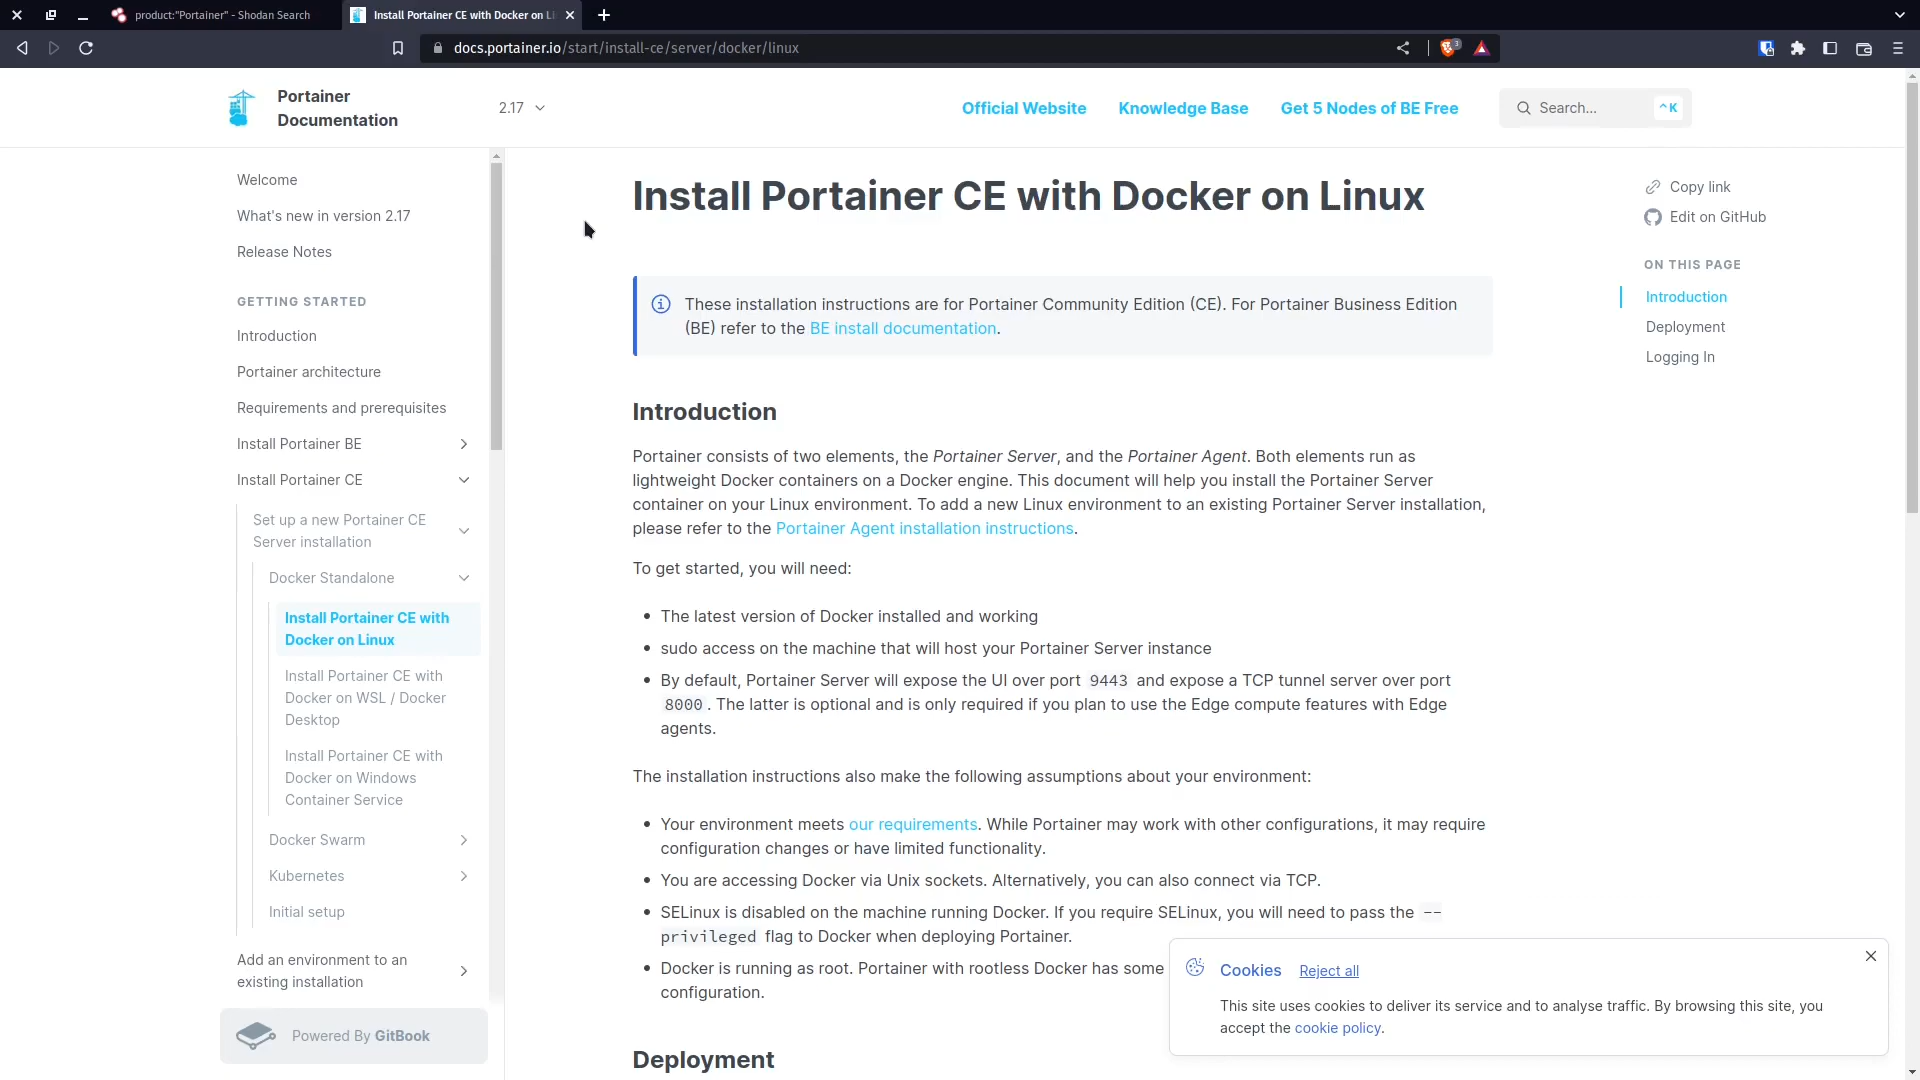 product:"Portainer" - Shodan Search
Install Portainer CE with Docker on Li
docs.portainer.io/start/install-ce/server/docker/linux
3
Portainer
Documentation
2.17
Official Website
Knowledge Base
Get 5 Nodes of BE Free
Search...
^K
Welcome
What's new in version 2.17
Release Notes
GETTING STARTED
Introduction
Portainer architecture
Requirements and prerequisites
Install Portainer BE
Install Portainer CE
Set up a new Portainer CE
Server installation
Docker Standalone
Install Portainer CE with
Docker on Linux
Install Portainer CE with
Docker on WSL / Docker
Desktop
Install Portainer CE with
Docker on Windows
Container Service
Docker Swarm
Kubernetes
Initial setup
Add an environment to an
existing installation
Powered By GitBook
Install Portainer CE with Docker on Linux
These installation instructions are for Portainer Community Edition (CE). For Portainer Business Edition
(BE) refer to the BE install documentation.
Introduction
Portainer consists of two elements, the Portainer Server, and the Portainer Agent. Both elements run as
lightweight Docker containers on a Docker engine. This document will help you install the Portainer Server
container on your Linux environment. To add a new Linux environment to an existing Portainer Server installation,
please refer to the Portainer Agent installation instructions.
To get started, you will need:
• The latest version of Docker installed and working
• sudo access on the machine that will host your Portainer Server instance
• By default, Portainer Server will expose the UI over port 9443 and expose a TCP tunnel server over port
8000. The latter is optional and is only required if you plan to use the Edge compute features with Edge
agents.
The installation instructions also make the following assumptions about your environment:
• Your environment meets our requirements. While Portainer may work with other configurations, it may require
configuration changes or have limited functionality.
• You are accessing Docker via Unix sockets. Alternatively, you can also connect via TCP.
• SELinux is disabled on the machine running Docker. If you require SELinux, you will need to pass the --
privileged flag to Docker when deploying Portainer.
• Docker is running as root. Portainer with rootless Docker has some
configuration.
Deployment
Copy link
Edit on GitHub
ON THIS PAGE
Introduction
Deployment
Logging In
Cookies
Reject all
This site uses cookies to deliver its service and to analyse traffic. By browsing this site, you
accept the cookie policy.